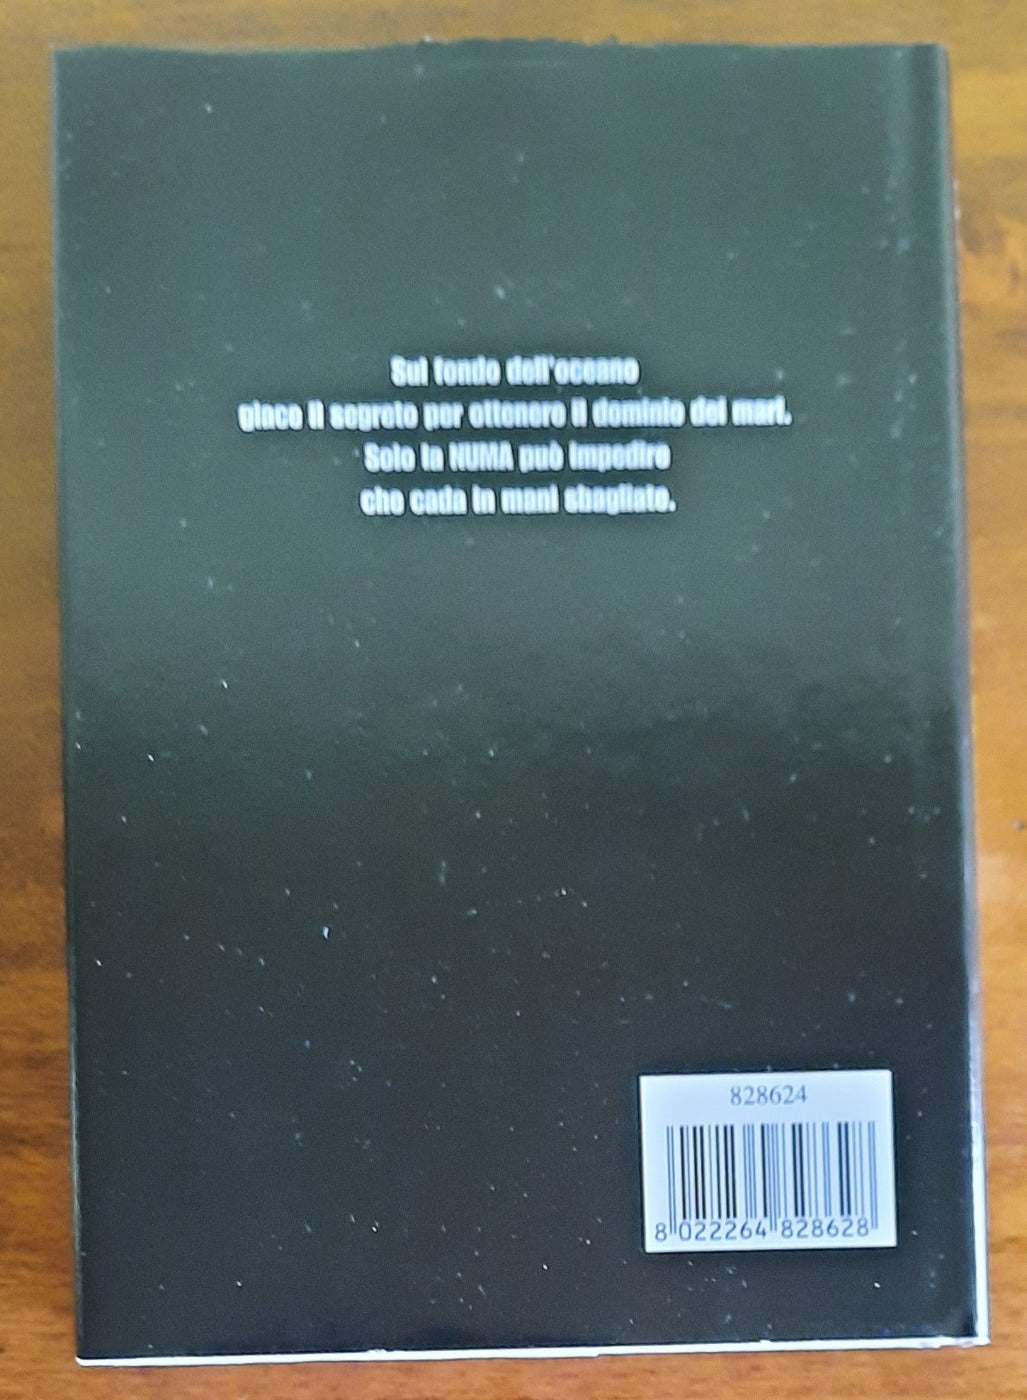 Sul fondo dell'oceano
giace il segreto per ottenere il dominio dei mari.
Solo la NUMA può impedire
che cada in mani sbagliate.
828624
8 022264 828628